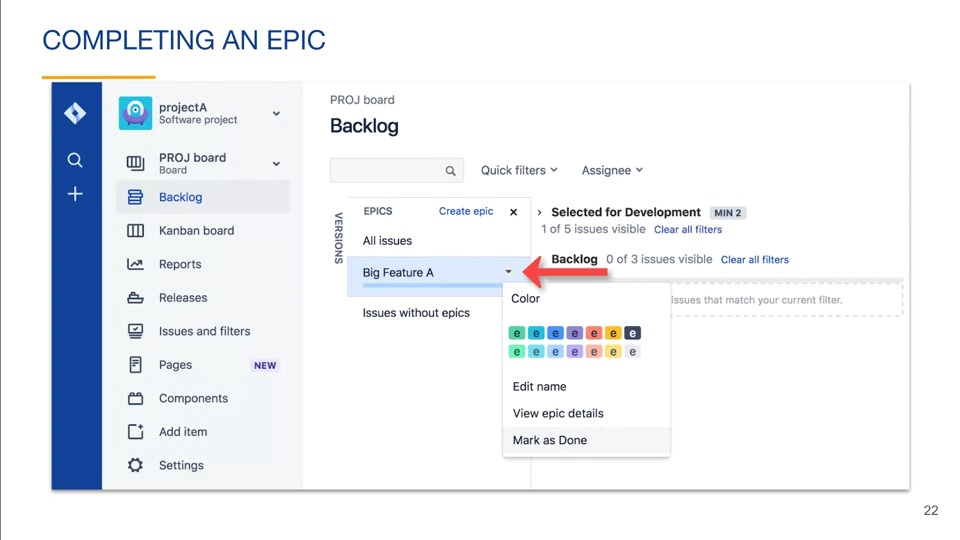 COMPLETING AN EPIC
projectA
Software project
PROJ board
Board
Backlog
Kanban board
Reports
Releases
Issues and filters
Pages NEW
Components
Add item
Settings
PROJ board
Backlog
Quick filters
Assignee
VERSIONS
EPICS Create epic
All issues
Big Feature A
Issues without epics
Selected for Development MIN 2
1 of 5 issues visible Clear all filters
Backlog 0 of 3 issues visible Clear all filters
issues that match your current filter.
Color
e e e e e e e
e e e e e e e
Edit name
View epic details
Mark as Done
22